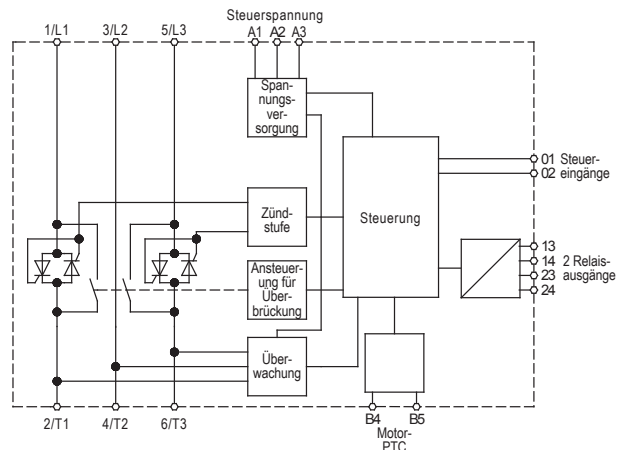 Steuerspannung
1/L1 3/L2 5/L3 A1 A2 A3
Span-
nungs-
ver-
sorgung
01 Steuer-
02 eingänge
Zünd-
stufe
Steuerung
13
14 2 Relais-
23 ausgänge
24
Ansteuer-
ung für
Über-
brückung
Über-
wachung
2/T1 4/T2 6/T3 B4 B5
Motor-
PTC